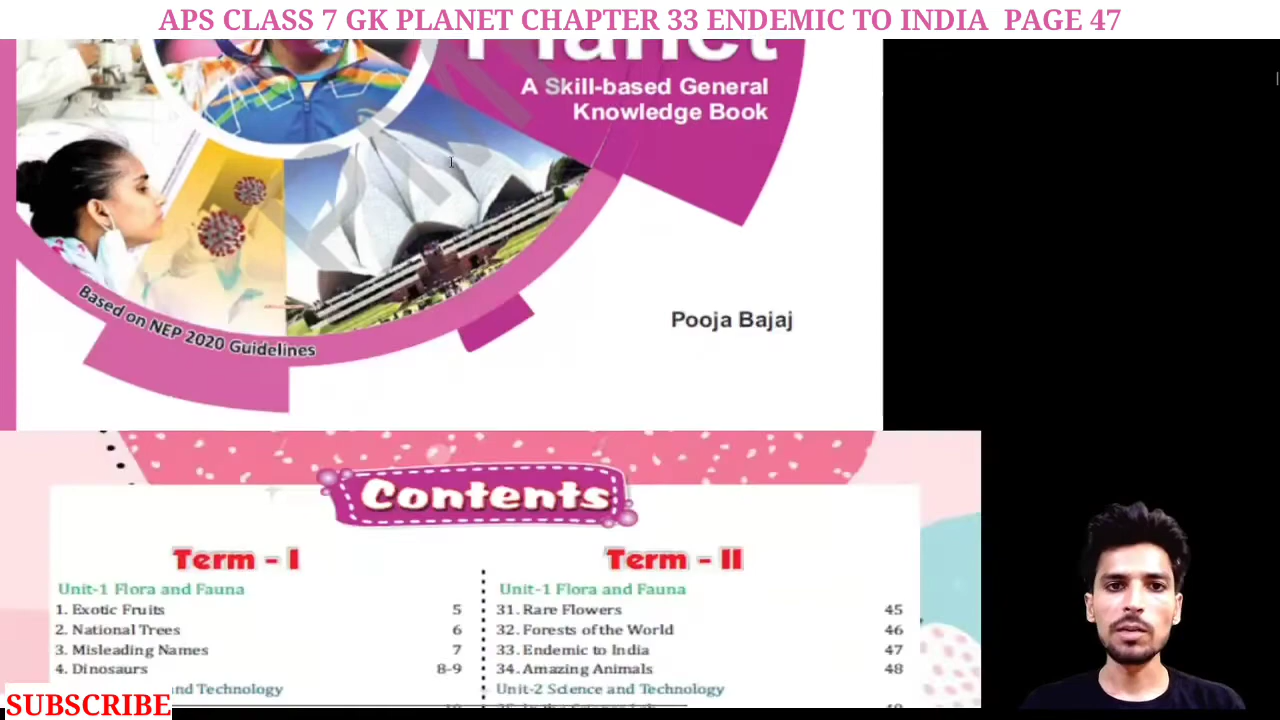 APS CLASS 7 GK PLANET CHAPTER 33 ENDEMIC TO INDIA PAGE 47
Planet
A Skill-based General
Knowledge Book
Based on NEP 2020 Guidelines
Pooja Bajaj
Contents
Term - I
Unit-1 Flora and Fauna
1. Exotic Fruits 5
2. National Trees 6
3. Misleading Names 7
4. Dinosaurs 8-9
nd Technology
Term - II
Unit-1 Flora and Fauna
31. Rare Flowers 45
32. Forests of the World 46
33. Endemic to India 47
34. Amazing Animals 48
Unit-2 Science and Technology
SUBSCRIBE